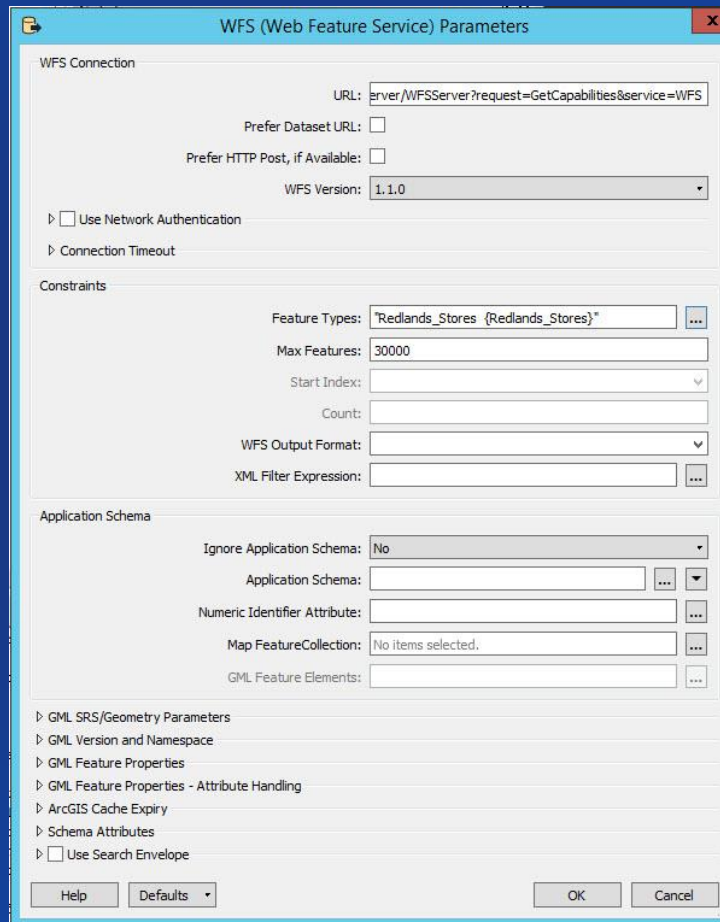 WFS (Web Feature Service) Parameters
x
WFS Connection
URL: erver/WFSServer?request=GetCapabilities&service=WFS
Prefer Dataset URL:
Prefer HTTP Post, if Available:
WFS Version: 1.1.0
Use Network Authentication
Connection Timeout
Constraints
Feature Types: "Redlands_Stores {Redlands_Stores}" ...
Max Features: 30000
Start Index:
Count:
WFS Output Format:
XML Filter Expression: ...
Application Schema
Ignore Application Schema: No
Application Schema: ...
Numeric Identifier Attribute: ...
Map FeatureCollection: No items selected. ...
GML Feature Elements: ...
GML SRS/Geometry Parameters
GML Version and Namespace
GML Feature Properties
GML Feature Properties - Attribute Handling
ArcGIS Cache Expiry
Schema Attributes
Use Search Envelope
Help Defaults OK Cancel